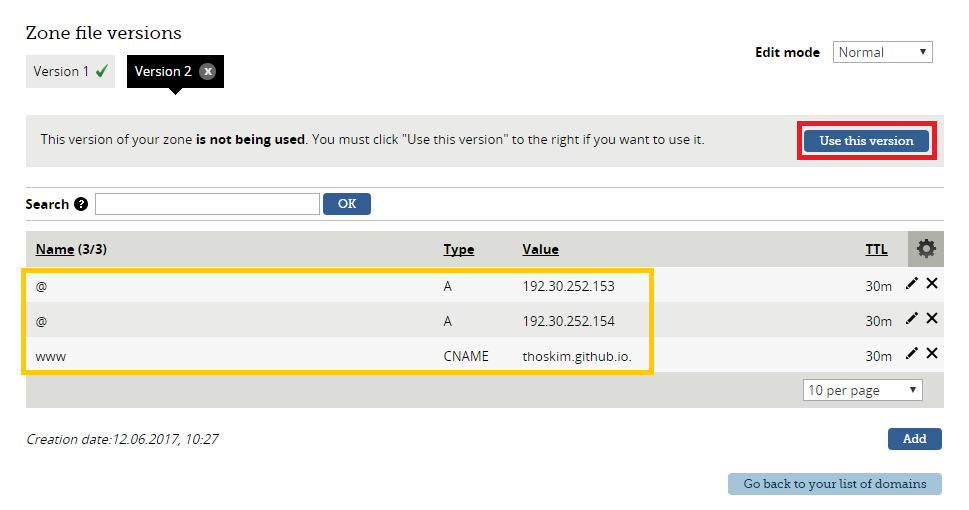 Zone file versions
Edit mode Normal
Version 1 Version 2 x
This version of your zone is not being used. You must click "Use this version" to the right if you want to use it. Use this version
Search ? OK
Name (3/3) Type Value TTL
@ A 192.30.252.153 30m
@ A 192.30.252.154 30m
www CNAME thoskim.github.io. 30m
10 per page
Creation date:12.06.2017, 10:27 Add
Go back to your list of domains